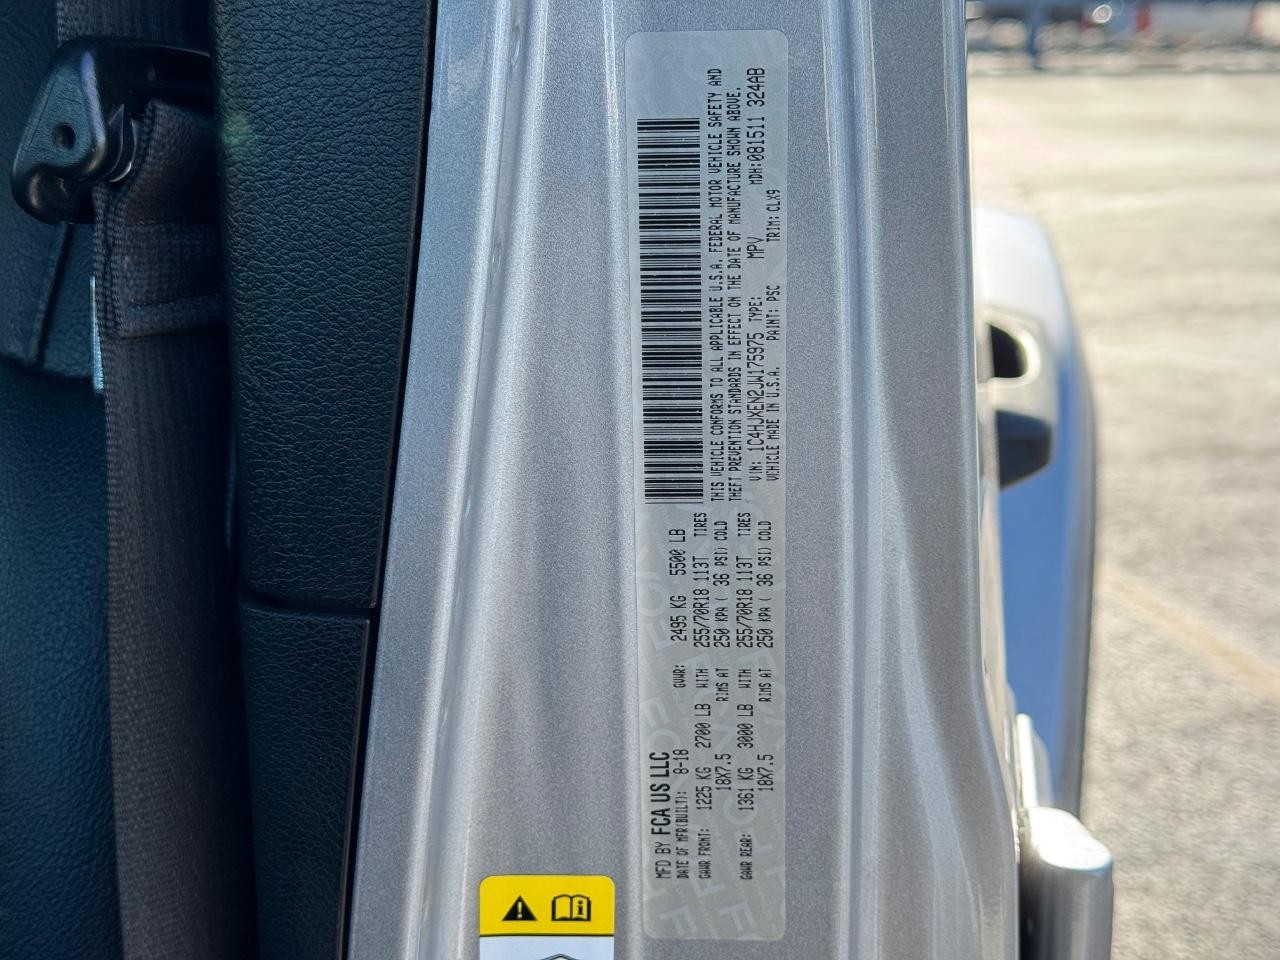 MFD BY FCA US LLC
DATE OF MFR(BUILT): 8-18 GVWR: 2495 KG 5500 LB
GAWR FRONT: 1225 KG 2700 LB WITH 255/70R18 113T TIRES
18X7.5 RIMS AT 250 KPA ( 36 PSI) COLD
GAWR REAR: 1361 KG 3000 LB WITH 255/70R18 113T TIRES
18X7.5 RIMS AT 250 KPA ( 36 PSI) COLD
THIS VEHICLE CONFORMS TO ALL APPLICABLE U.S.A. FEDERAL MOTOR VEHICLE SAFETY AND
THEFT PREVENTION STANDARDS IN EFFECT ON THE DATE OF MANUFACTURE SHOWN ABOVE.
VIN: 1C4HJXEN2JW175975 TYPE: MPV MDH:081511 324AB
VEHICLE MADE IN U.S.A. PAINT: PSC TRIM: CLX9